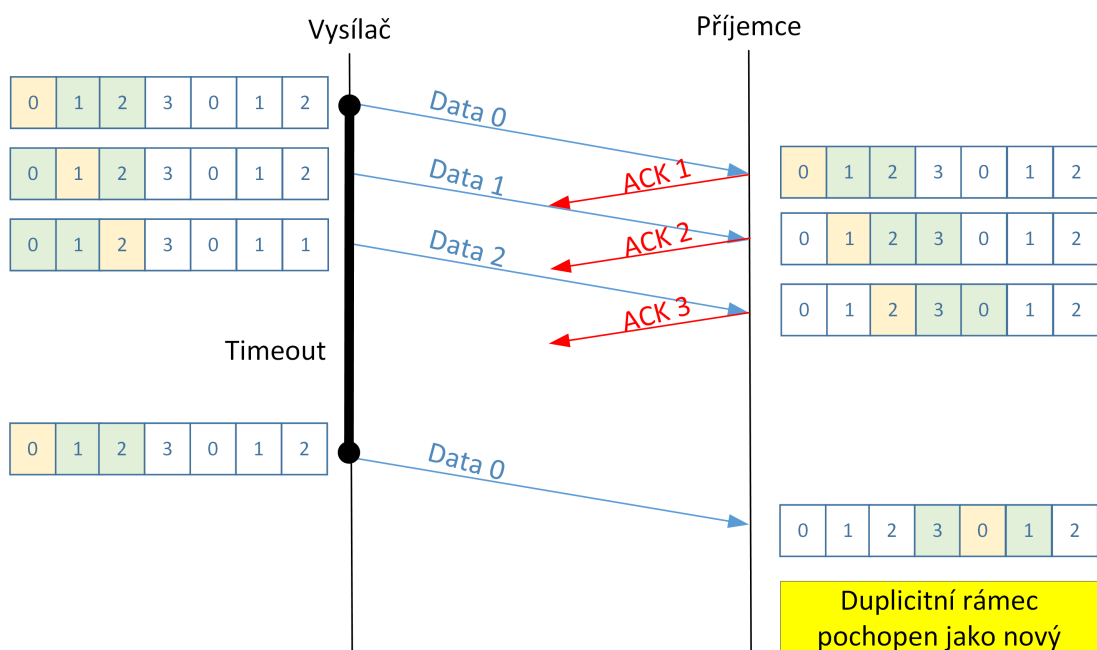 Vysílač
Příjemce
0 1 2 3 0 1 2
Data 0
0 1 2 3 0 1 2
Data 1
ACK 1
0 1 2 3 0 1 2
0 1 2 3 0 1 1
Data 2
ACK 2
0 1 2 3 0 1 2
ACK 3
0 1 2 3 0 1 2
Timeout
0 1 2 3 0 1 2
Data 0
0 1 2 3 0 1 2
Duplicitní rámec
pochopen jako nový